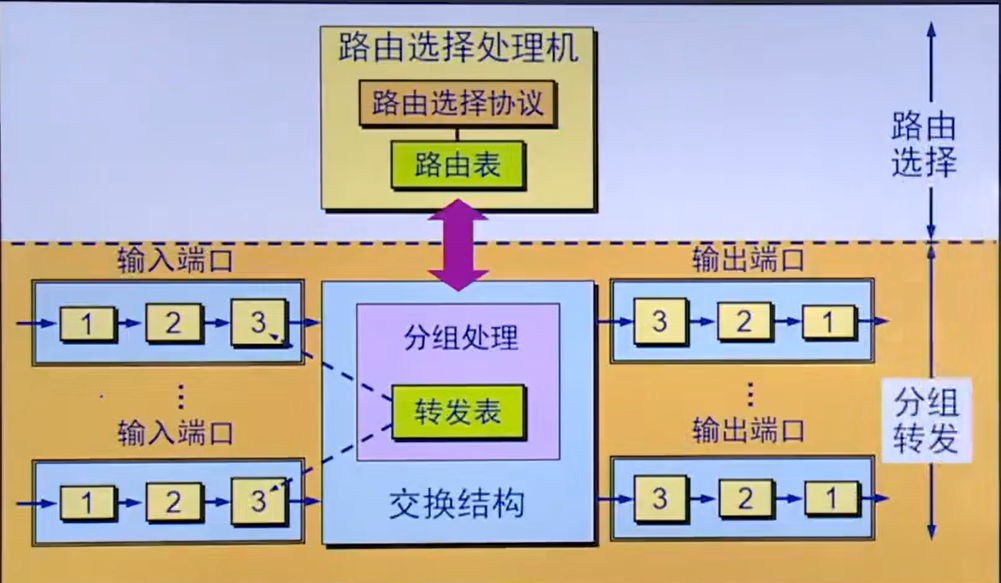 路由选择处理机
路由选择协议
路由表
路由
选择
输入端口
输出端口
1 2 3
分组处理
3 2 1
转发表
分组
转发
输入端口
输出端口
1 2 3
交换结构
3 2 1